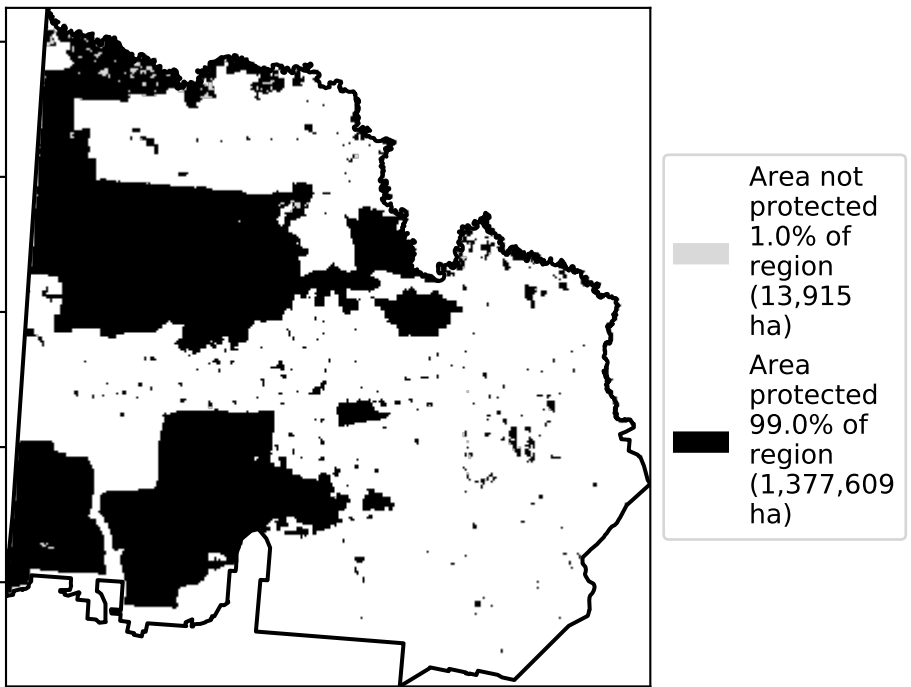 Area not
protected
1.0% of
region
(13,915
ha)
Area
protected
99.0% of
region
(1,377,609
ha)